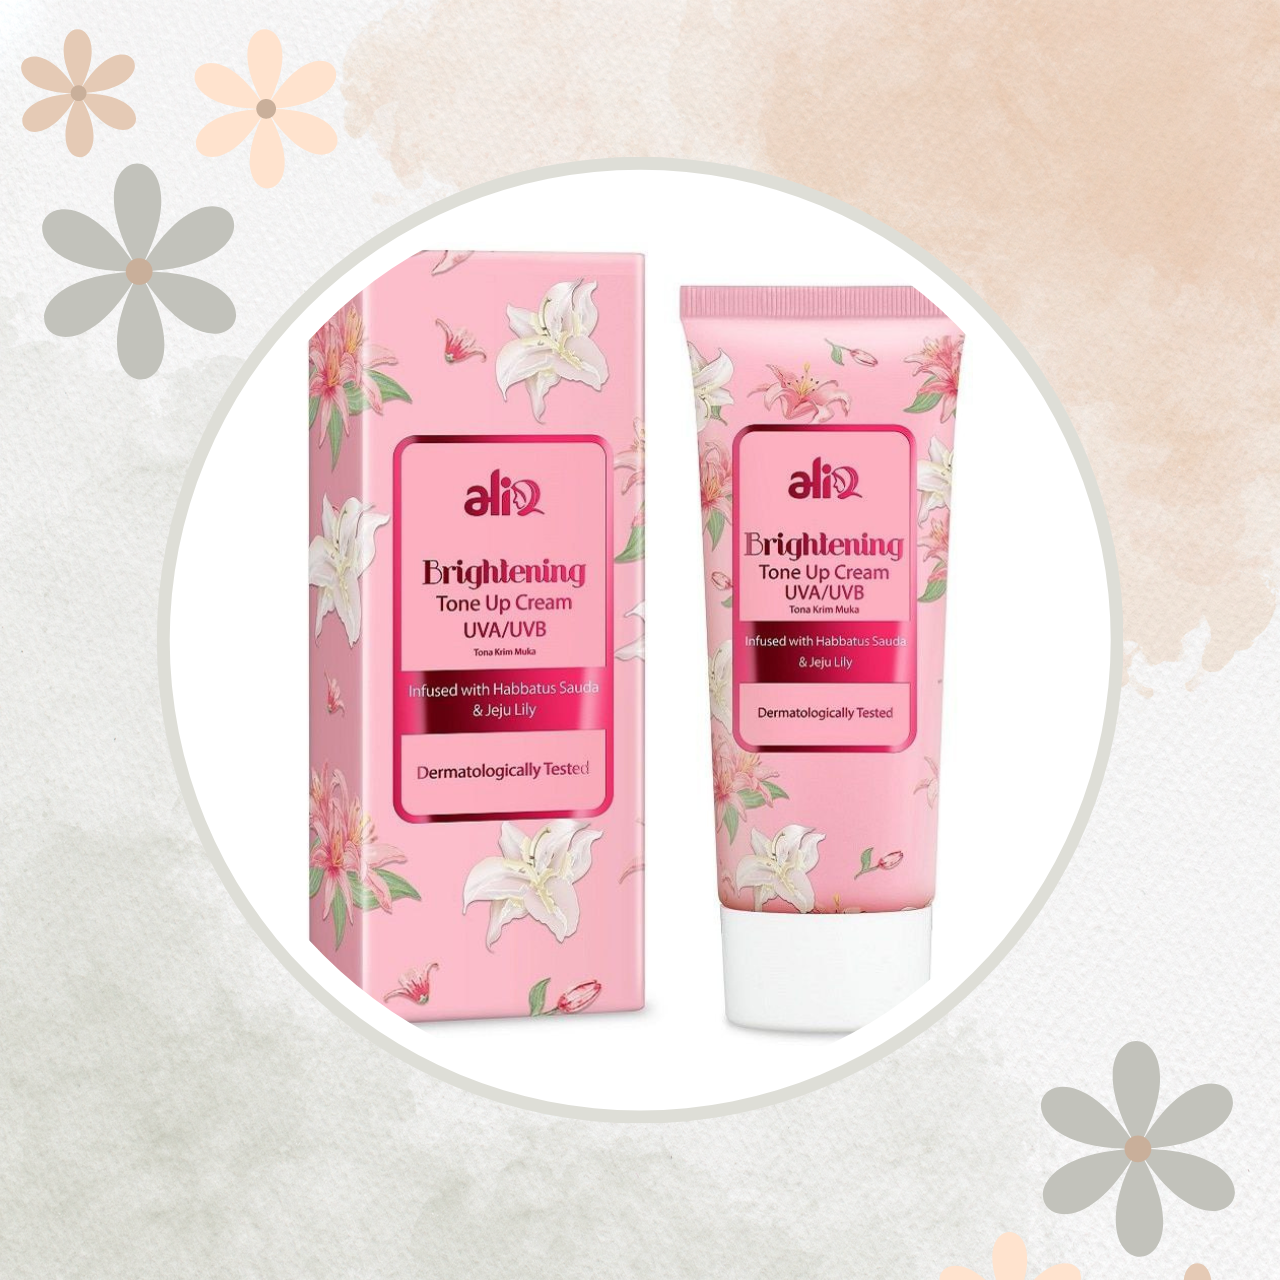 aliQ
Brightening
Tone Up Cream
UVA/UVB
Tona Krim Muka
Infused with Habbatus Sauda
& Jeju Lily
Dermatologically Tested
aliQ
Brightening
Tone Up Cream
UVA/UVB
Tona Krim Muka
Infused with Habbatus Sauda
& Jeju Lily
Dermatologically Tested